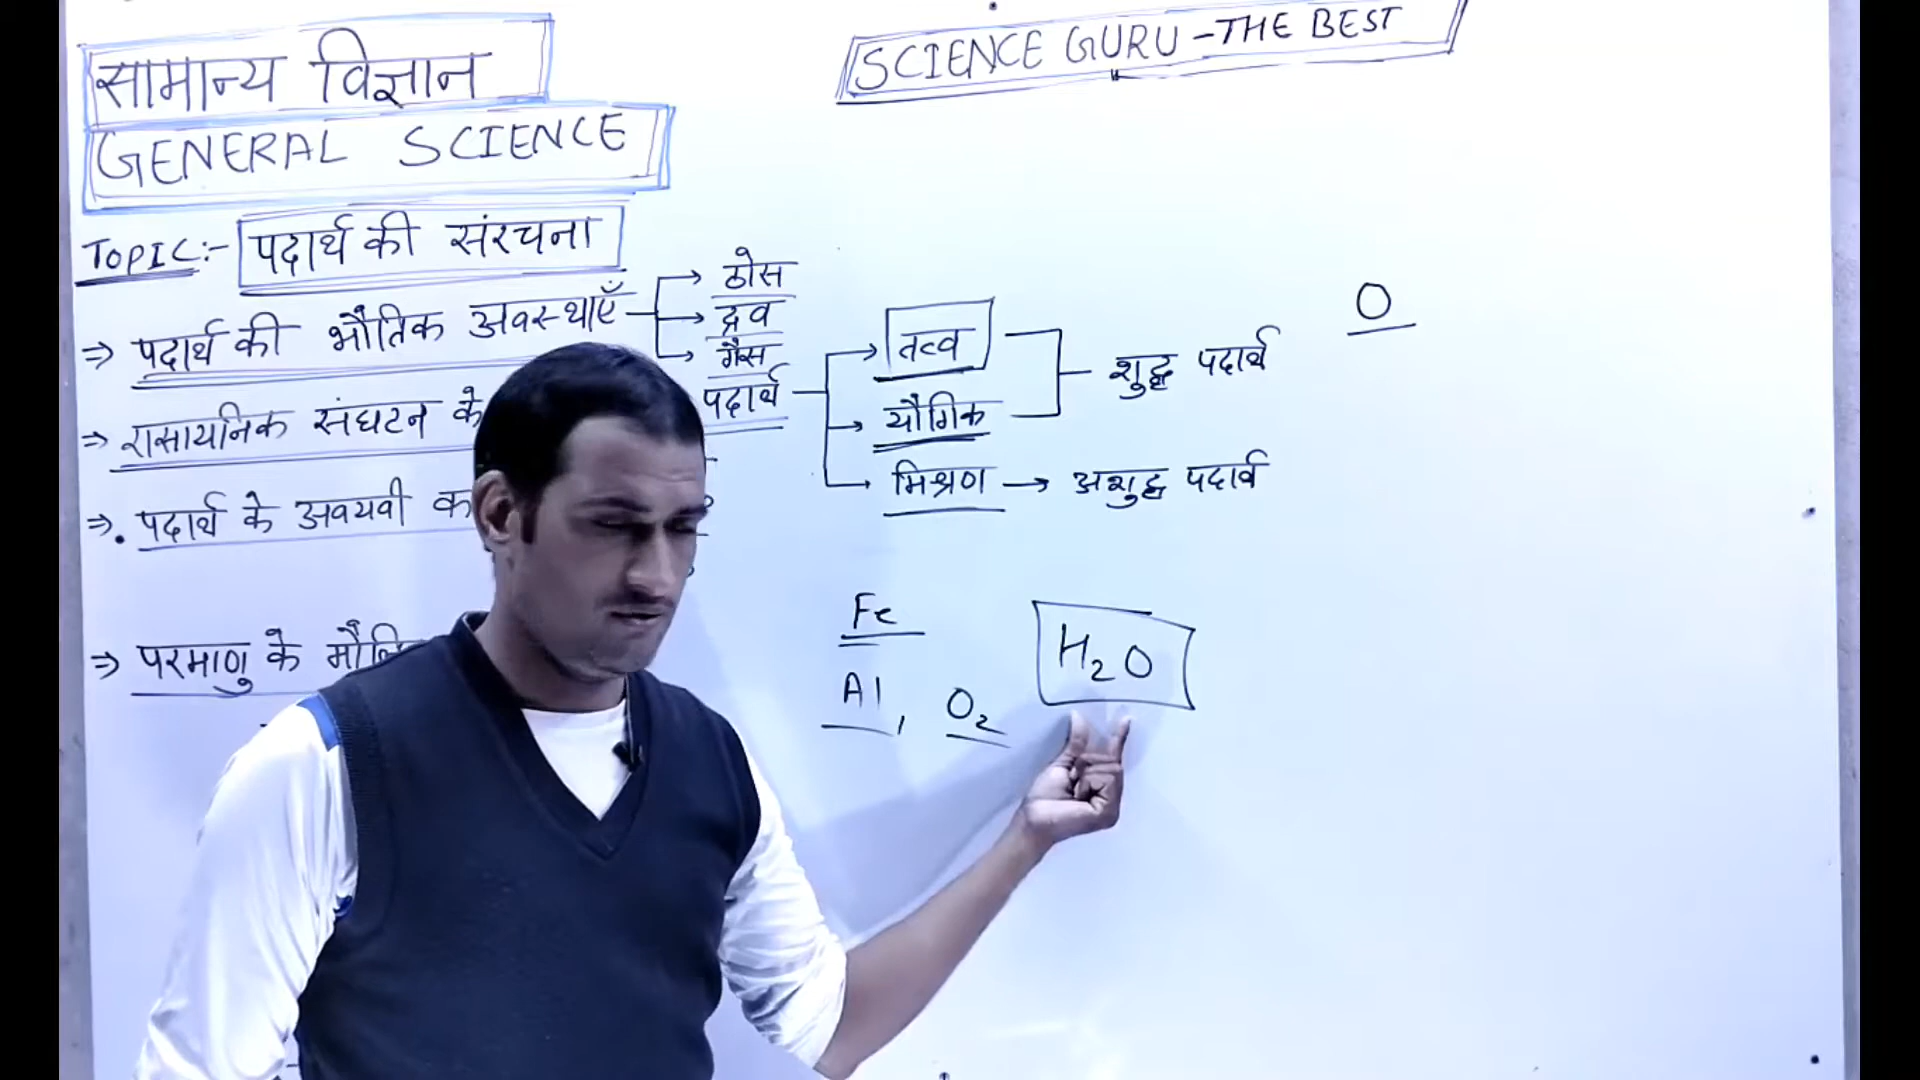 सामान्य विज्ञान
GENERAL SCIENCE
SCIENCE GURU - THE BEST
TOPIC:- पदार्थ की संरचना
⇒ पदार्थ की भौतिक अवस्थाएँ → ठोस
→ द्रव
→ गैस
⇒ रासायनिक संघटन के
पदार्थ → तत्व
→ यौगिक
शुद्ध पदार्थ
→ मिश्रण → अशुद्ध पदार्थ
⇒ पदार्थ के अवयवी
⇒ परमाणु के
O
Fe
Al, O₂
H₂O